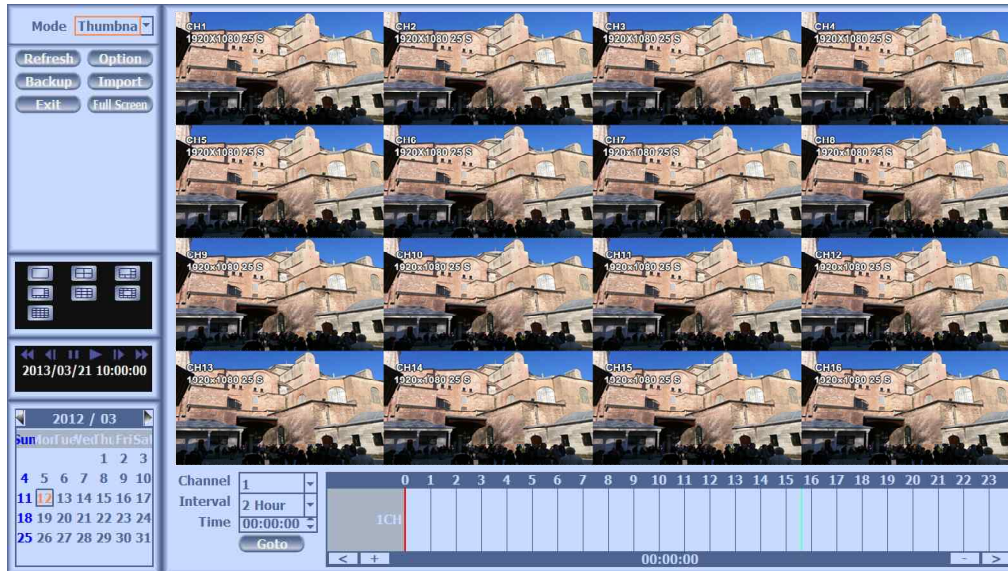 Mode Thumbna
Refresh Option
Backup Import
Exit Full Screen
2013/03/21 10:00:00
2012 / 03
Sun Mon Tue Wed Thu Fri Sat
1 2 3
4 5 6 7 8 9 10
11 12 13 14 15 16 17
18 19 20 21 22 23 24
25 26 27 28 29 30 31
CH1
1920X1080 25 S
CH2
1920X1080 25 S
CH3
1920X1080 25 S
CH4
1920X1080 25 S
CH5
1920X1080 25 S
CH6
1920X1080 25 S
CH7
1920x1080 25 S
CH8
1920x1080 25 S
CH9
1920x1080 25 S
CH10
1920x1080 25 S
CH11
1920x1080 25 S
CH12
1920x1080 25 S
CH13
1920x1080 25 S
CH14
1920x1080 25 S
CH15
1920x1080 25 S
CH16
1920x1080 25 S
Channel 1
Interval 2 Hour
Time 00:00:00
Goto
0 1 2 3 4 5 6 7 8 9 10 11 12 13 14 15 16 17 18 19 20 21 22 23
1CH
< + 00:00:00 - >